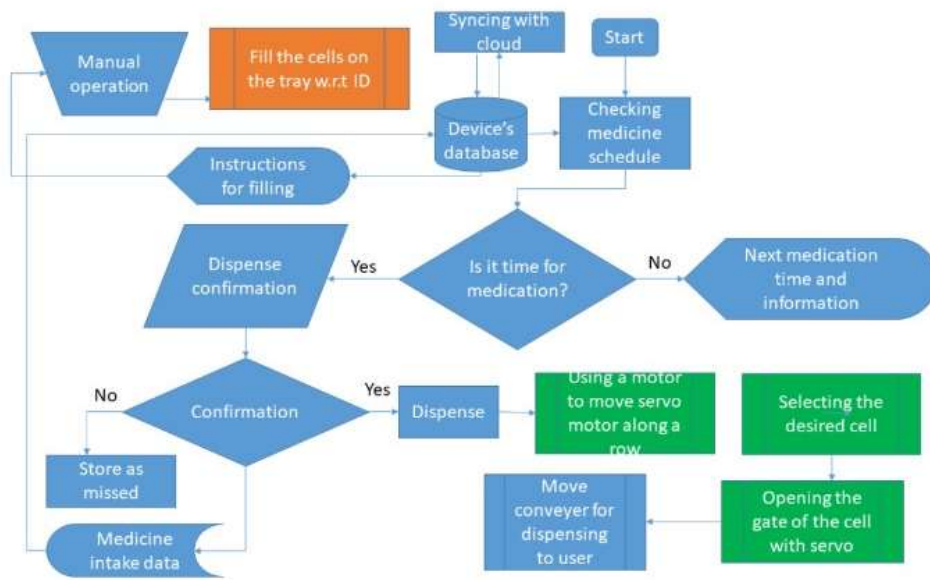 Syncing with
cloud
Start
Manual
operation
Fill the cells on
the tray w.r.t ID
Device's
database
Checking
medicine
schedule
Instructions
for filling
Dispense
confirmation
Yes
Is it time for
medication?
No
Next medication
time and
information
No
Confirmation
Yes
Dispense
Using a motor
to move servo
motor along a
row
Selecting the
desired cell
Store as
missed
Move
conveyer for
dispensing
to user
Opening the
gate of the cell
with servo
Medicine
intake data